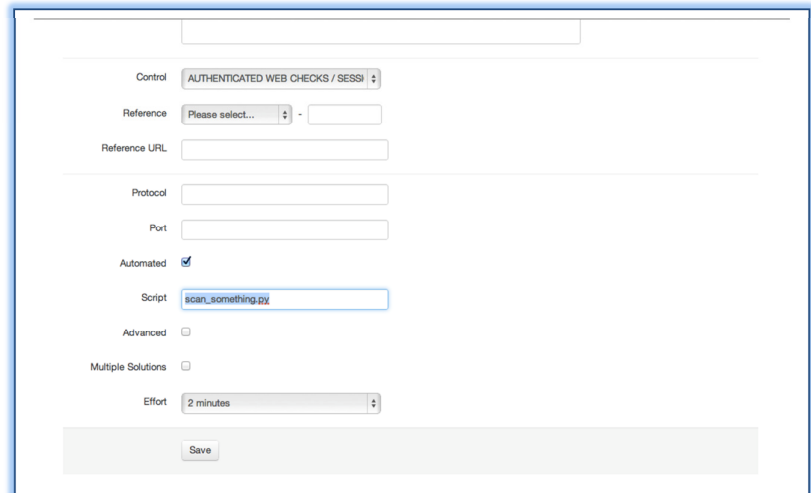 Control AUTHENTICATED WEB CHECKS / SESSI
Reference Please select... -
Reference URL
Protocol
Port
Automated
Script scan_something.py
Advanced
Multiple Solutions
Effort 2 minutes
Save